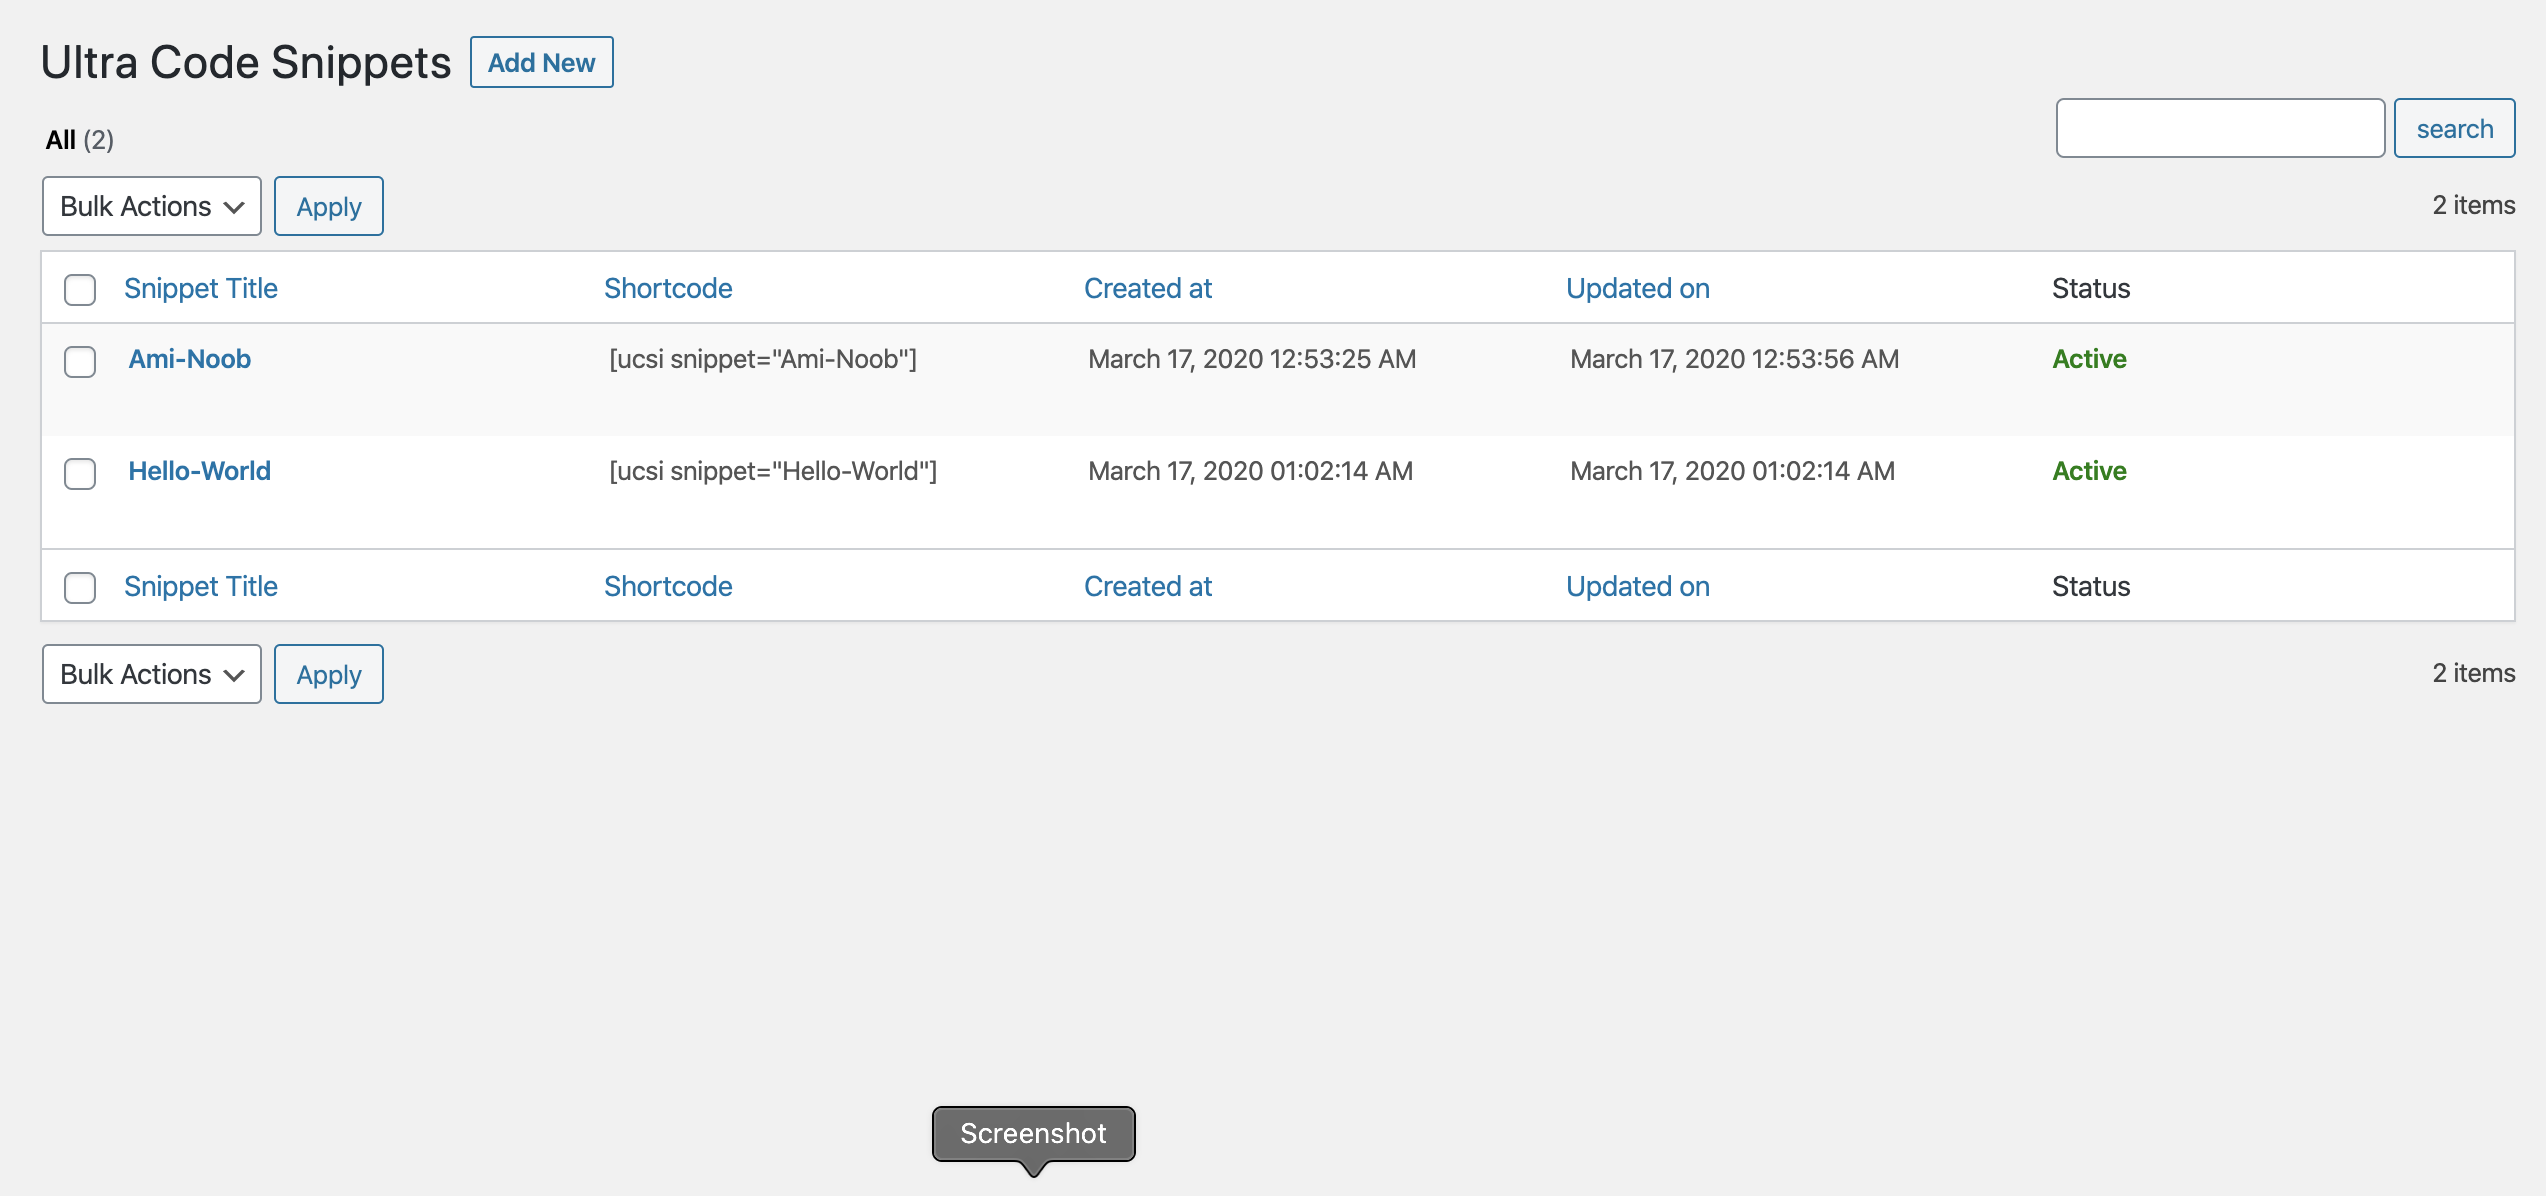 Ultra Code Snippets Add New
All (2)
search
Bulk Actions Apply
2 items
Snippet Title Shortcode Created at Updated on Status
Ami-Noob [ucsi snippet="Ami-Noob"] March 17, 2020 12:53:25 AM March 17, 2020 12:53:56 AM Active
Hello-World [ucsi snippet="Hello-World"] March 17, 2020 01:02:14 AM March 17, 2020 01:02:14 AM Active
Snippet Title Shortcode Created at Updated on Status
Bulk Actions Apply
2 items
Screenshot